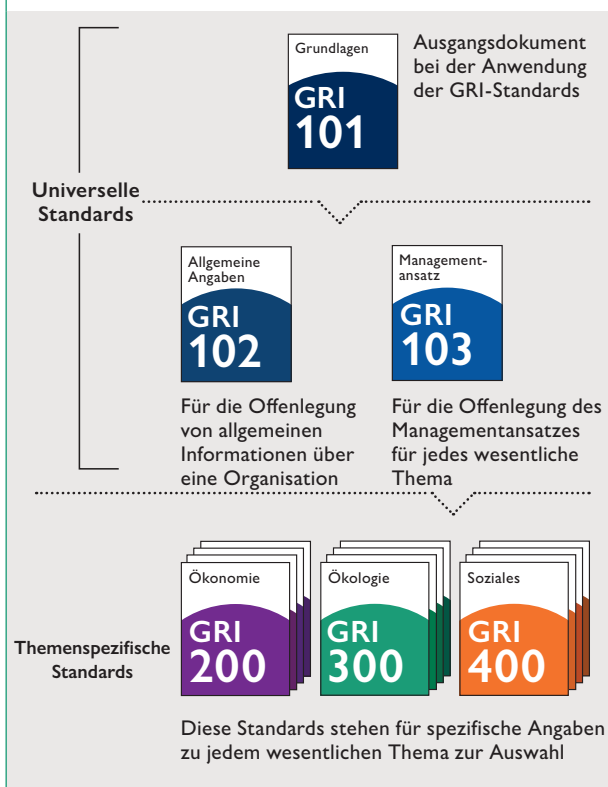 Grundlagen
GRI
101
Ausgangsdokument
bei der Anwendung
der GRI-Standards
Universelle
Standards
Allgemeine
Angaben
GRI
102
Für die Offenlegung
von allgemeinen
Informationen über
eine Organisation
Management-
ansatz
GRI
103
Für die Offenlegung des
Managementansatzes
für jedes wesentliche
Thema
Themenspezifische
Standards
Ökonomie
GRI
200
Ökologie
GRI
300
Soziales
GRI
400
Diese Standards stehen für spezifische Angaben
zu jedem wesentlichen Thema zur Auswahl